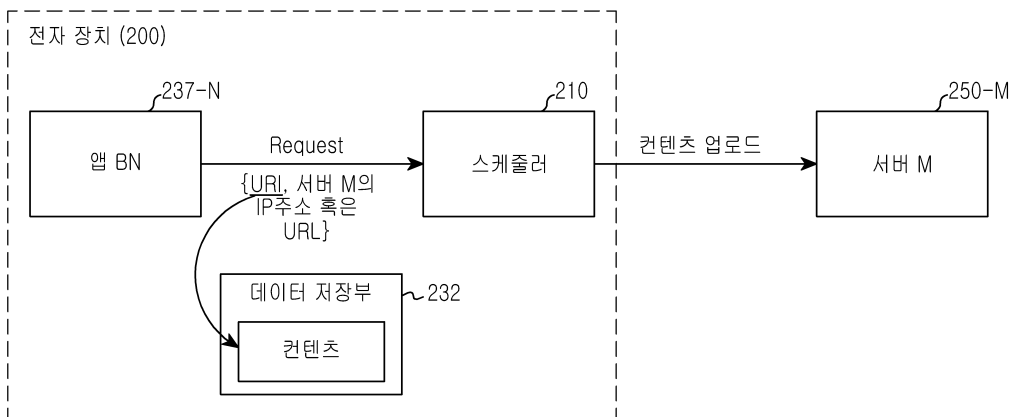 전자 장치 (200)
237-N
210
250-M
앱 BN
Request
스케줄러
컨텐츠 업로드
서버 M
{URI, 서버 M의
IP주소 혹은
URL}
데이터 저장부
232
컨텐츠